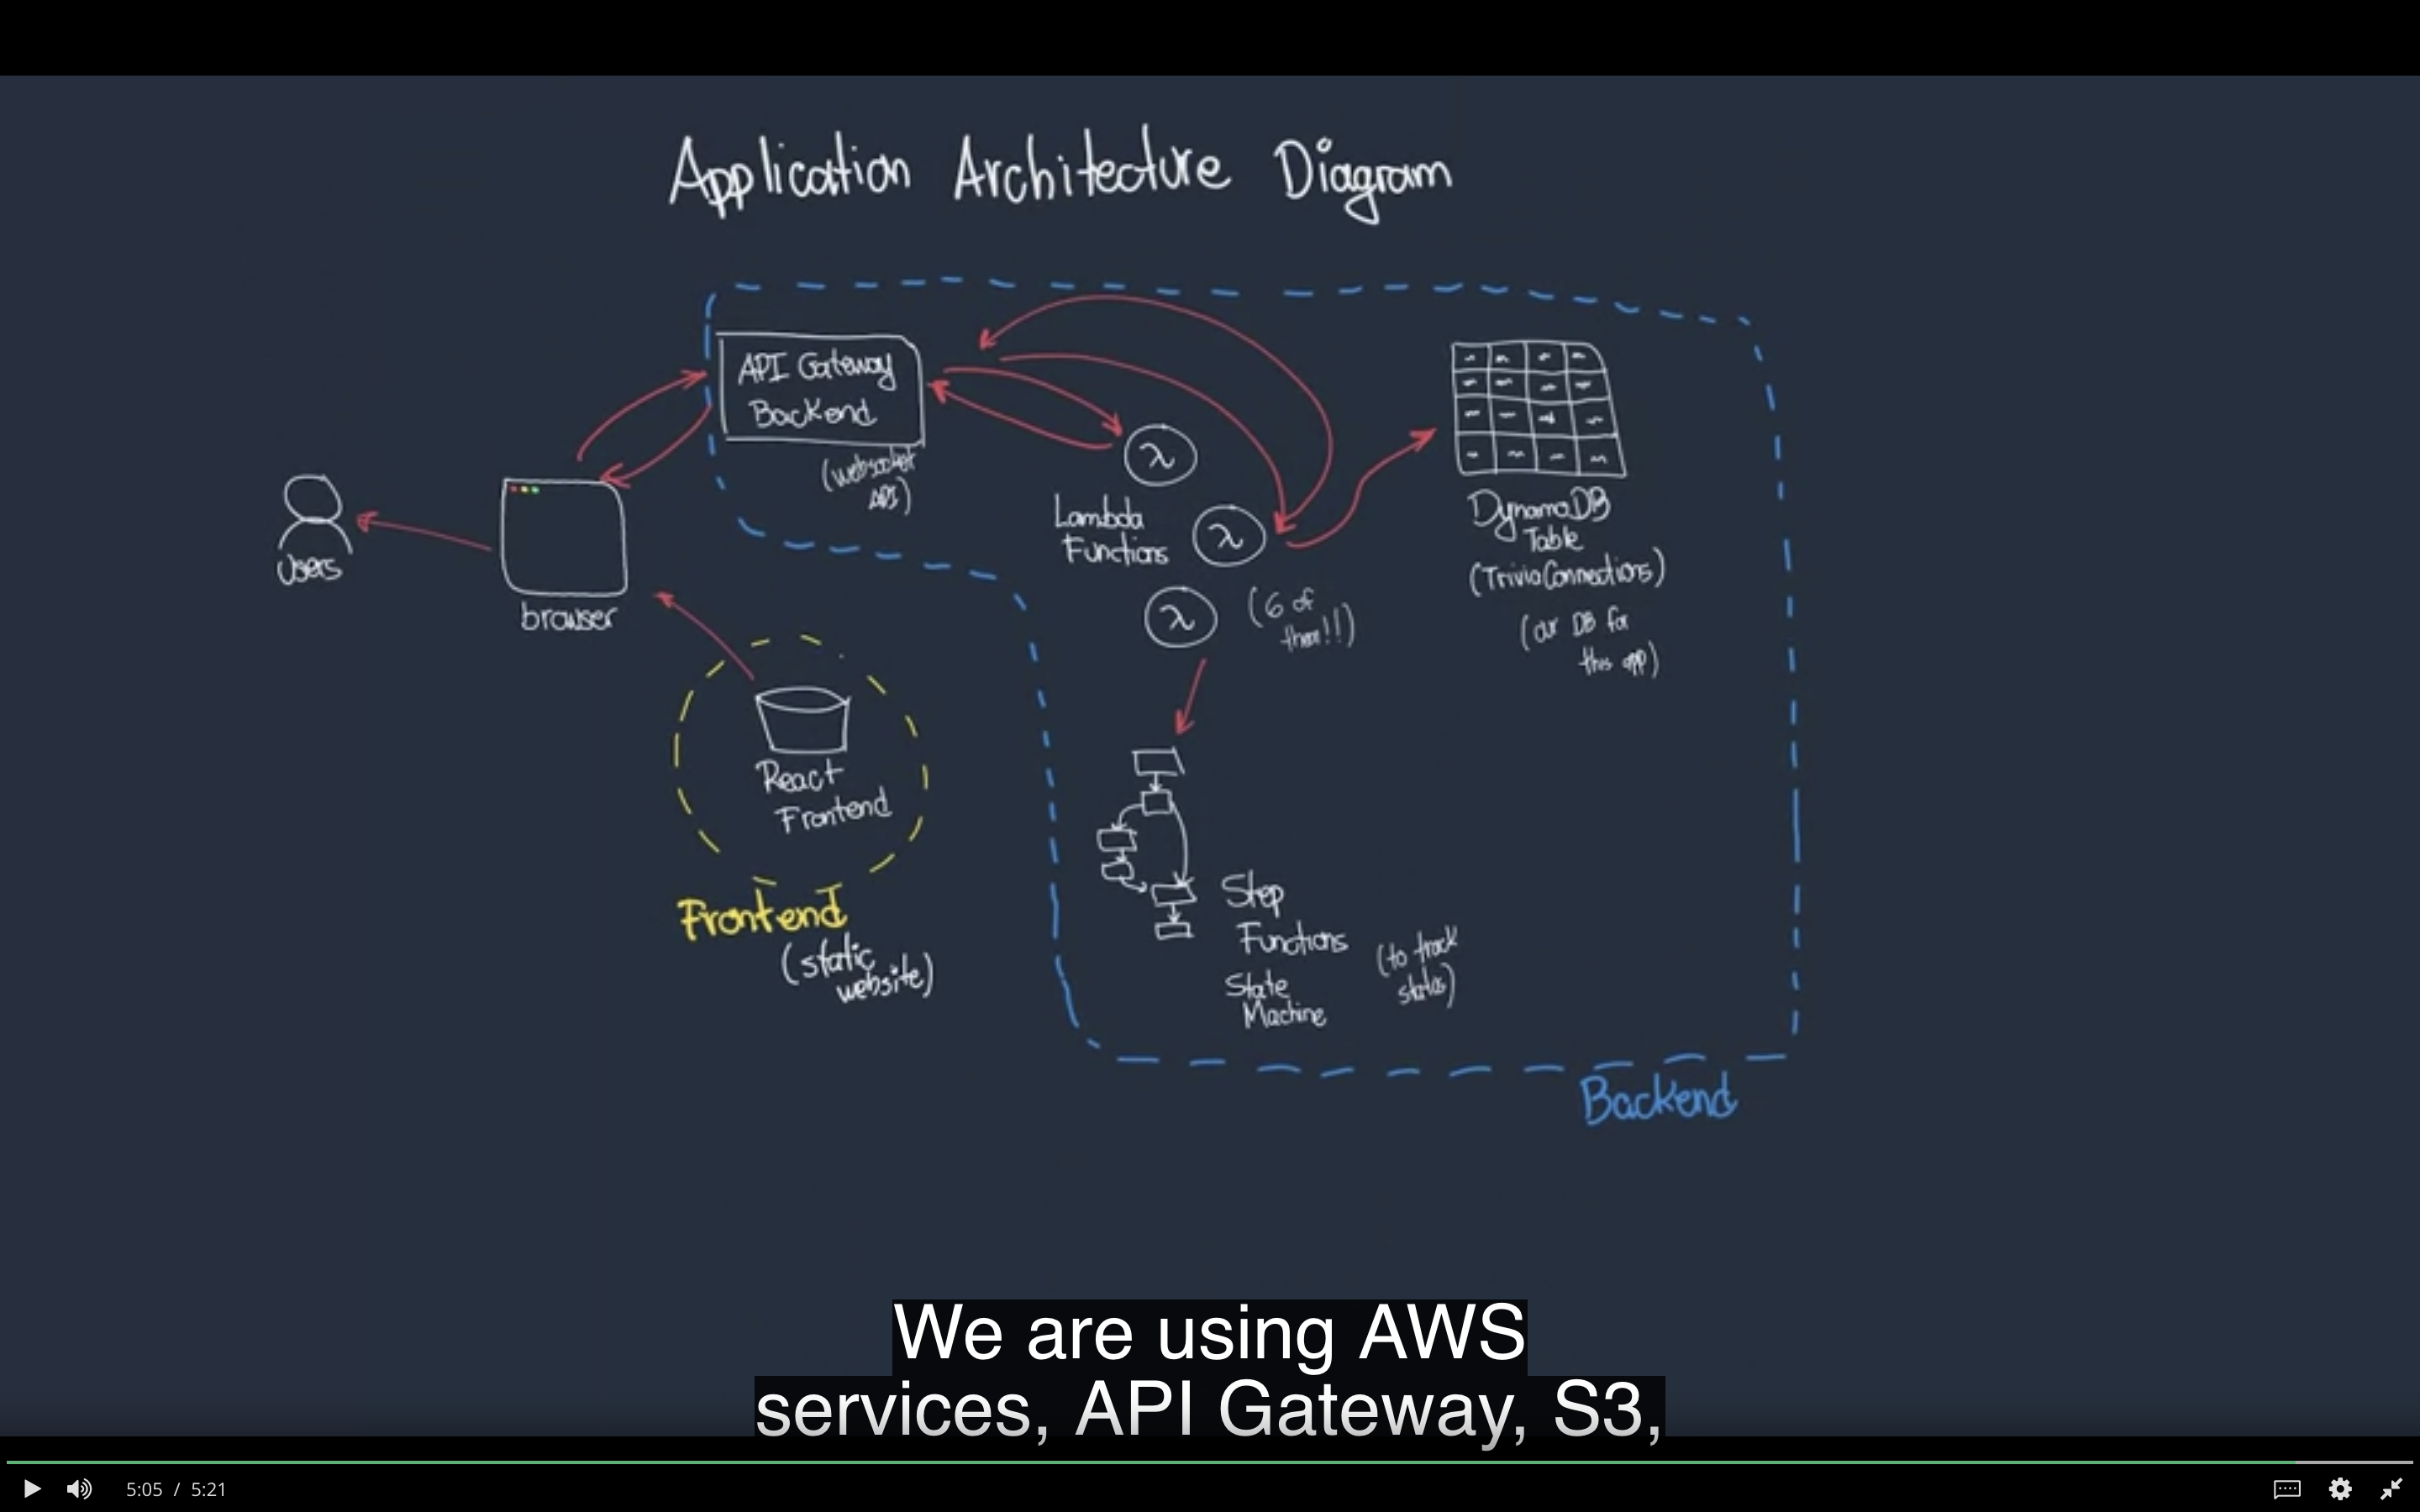 Application Architecture Diagram
API Gateway
Backend
(websocket
API)
Users
browser
Lambda
Functions
λ
λ
λ
(6 of
them!!)
DynamoDB
Table
(TriviaConnections)
(our DB for
this app)
React
Frontend
Frontend
(static
website)
Step
Functions
State
Machine
(to track
status)
Backend
We are using AWS
services, API Gateway, S3,
5:05 / 5:21